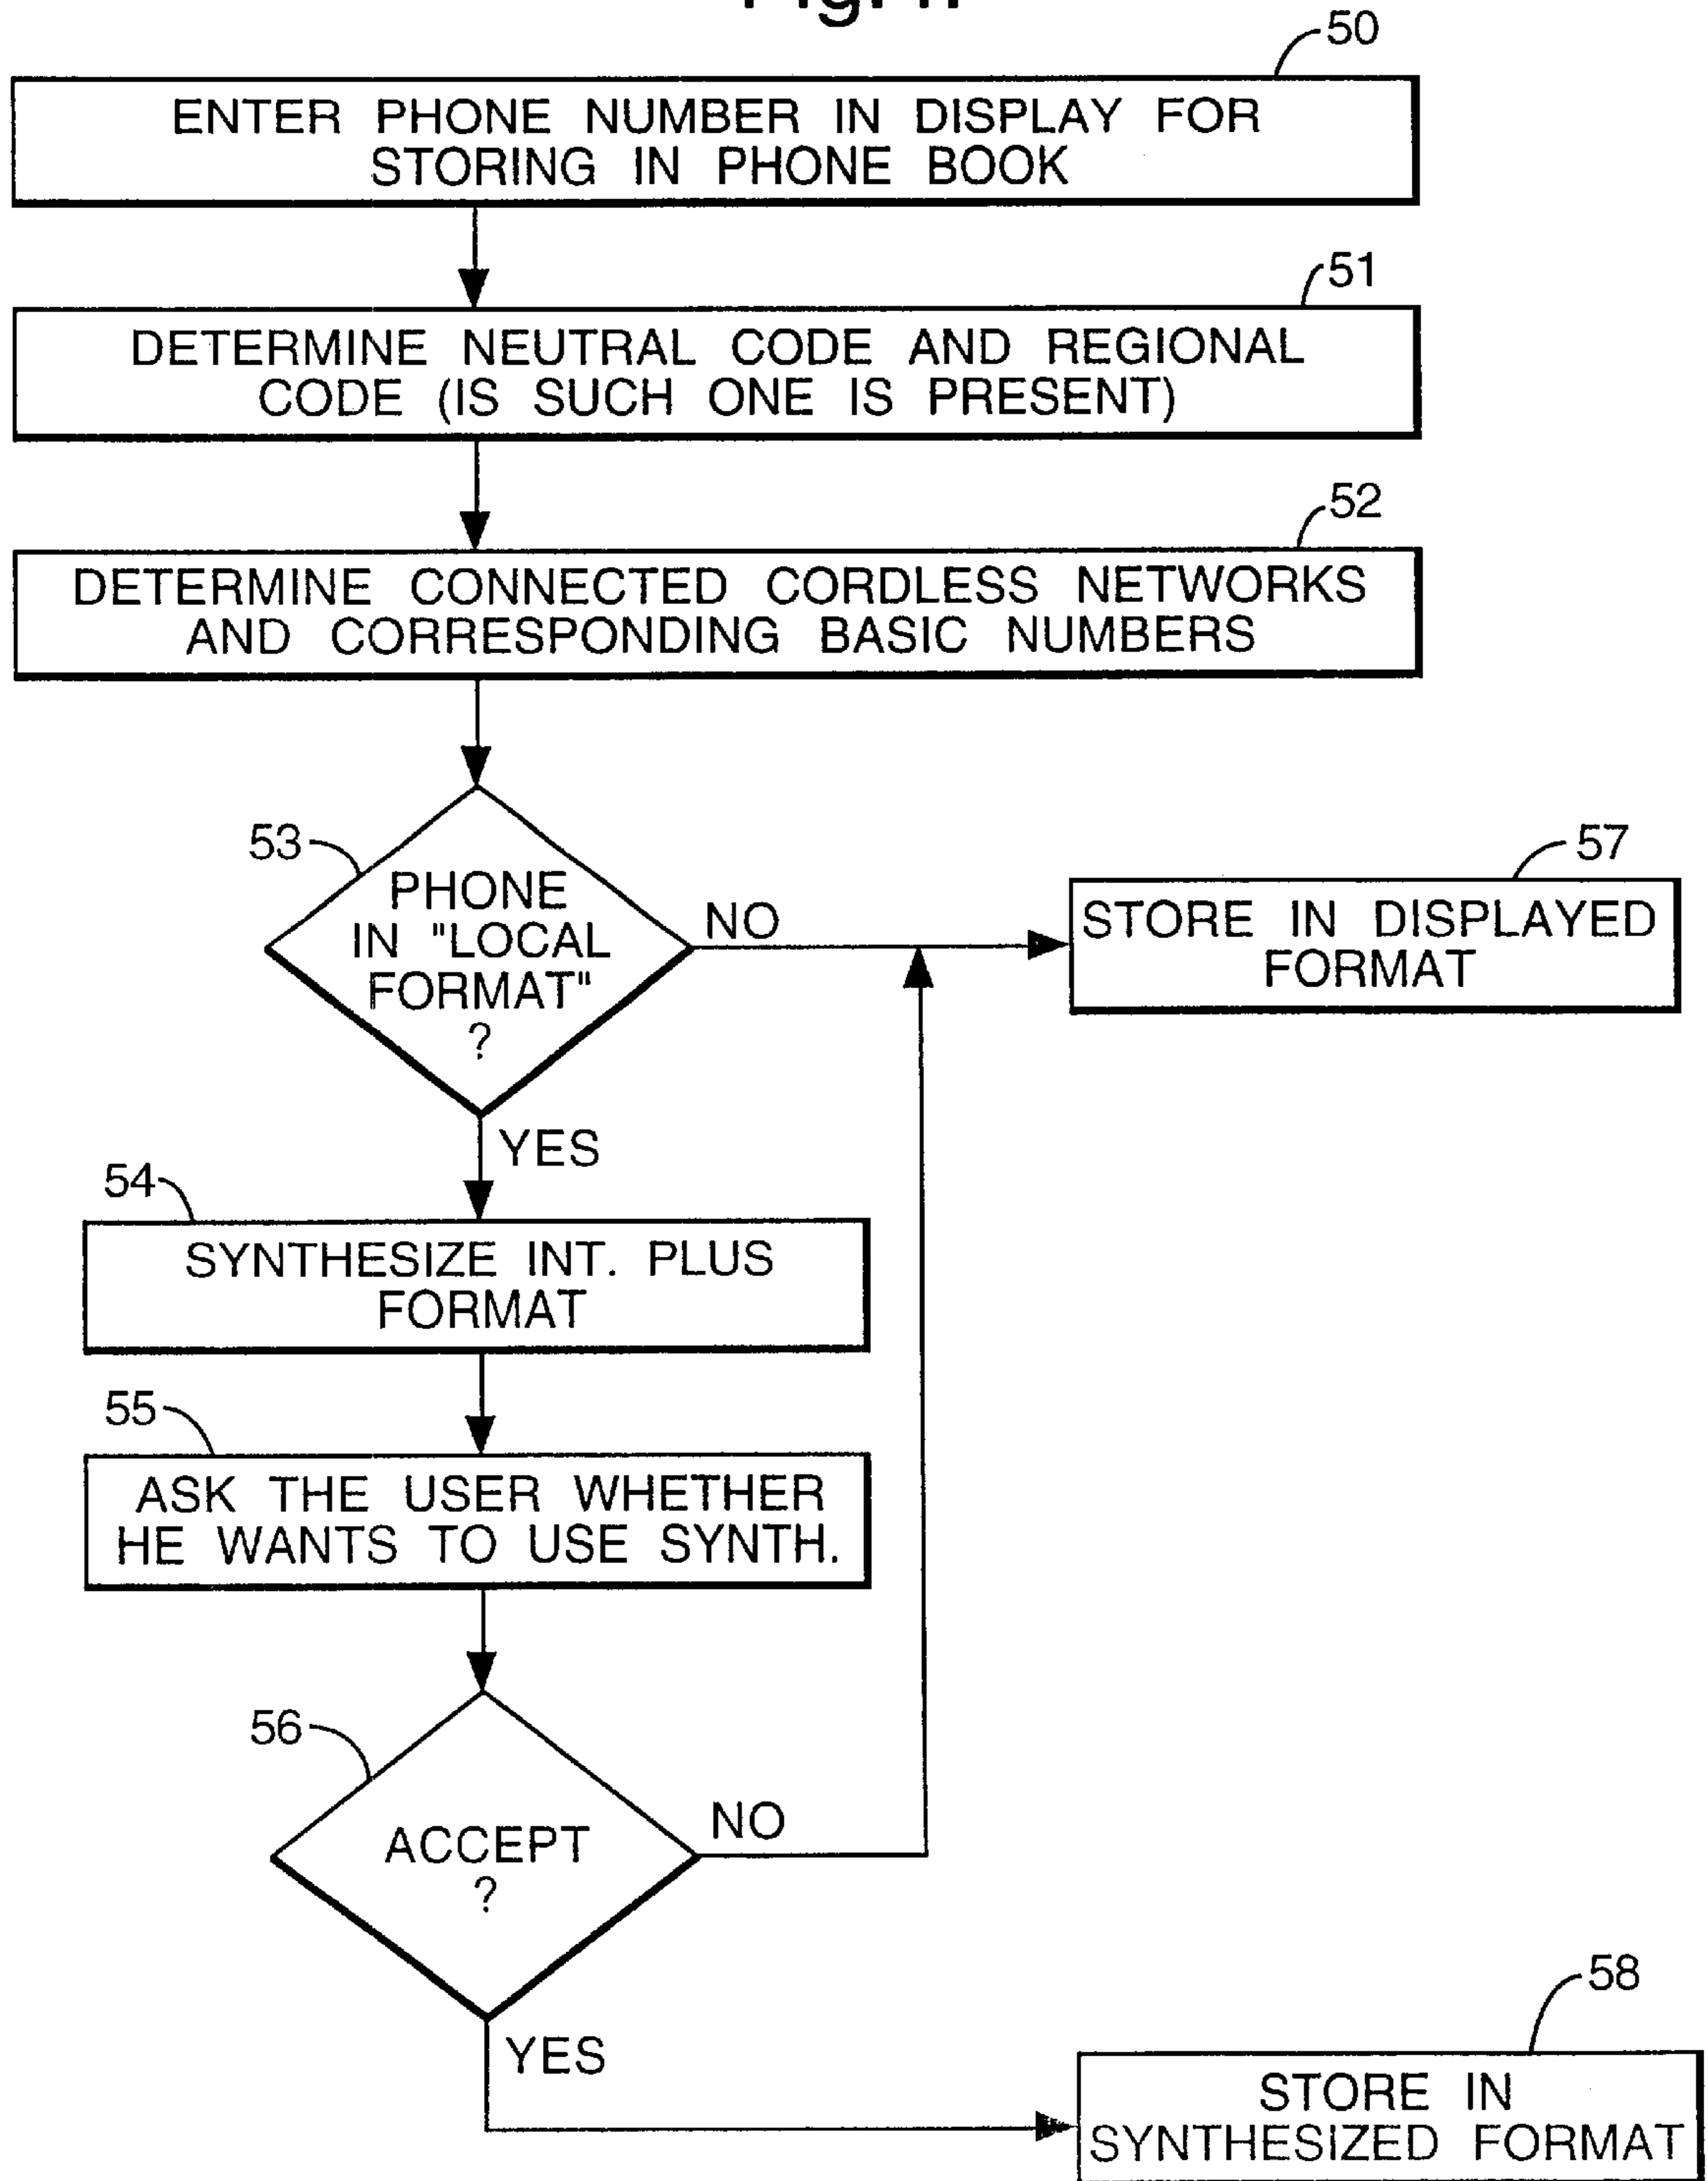 50
ENTER PHONE NUMBER IN DISPLAY FOR
STORING IN PHONE BOOK
51
DETERMINE NEUTRAL CODE AND REGIONAL
CODE (IS SUCH ONE IS PRESENT)
52
DETERMINE CONNECTED CORDLESS NETWORKS
AND CORRESPONDING BASIC NUMBERS
53
PHONE
IN "LOCAL
FORMAT"
?
NO
57
STORE IN DISPLAYED
FORMAT
YES
54
SYNTHESIZE INT. PLUS
FORMAT
55
ASK THE USER WHETHER
HE WANTS TO USE SYNTH.
56
ACCEPT
?
NO
YES
58
STORE IN
SYNTHESIZED FORMAT